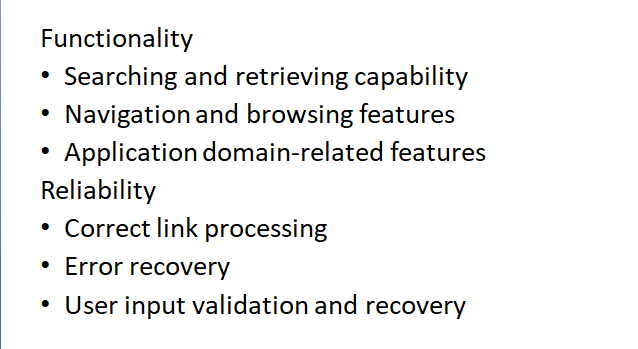 Functionality
• Searching and retrieving capability
• Navigation and browsing features
• Application domain-related features
Reliability
• Correct link processing
• Error recovery
• User input validation and recovery